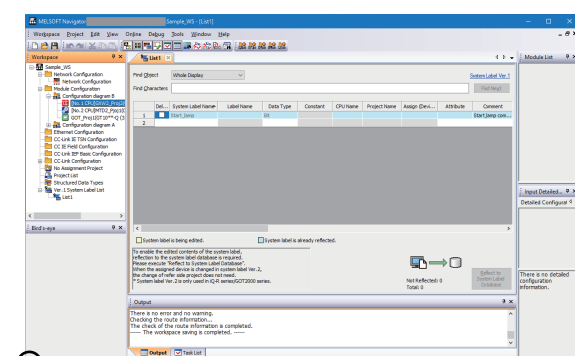 MELSOFT Navigator
Sample_WS - [List1]
Workspace Project Edit View Online Debug Tools Window Help
Workspace
Sample_WS
Network Configuration
Network Configuration
Module Configuration
Configuration diagram B
[No. 1 CPU]GXW2_Proj2(
[No. 2 CPU]MTD2_Proj1(
GOT_Proj1(GT10**-Q (3
Configuration diagram A
Ethernet Configuration
CC-Link IE TSN Configuration
CC IE Field Configuration
CC-Link IEF Basic Configuration
CC-Link Configuration
No Assignment Project
Project List
Structured Data Types
Ver.1 System Label List
List1
Bird's-eye
List1
Find Object Whole Display System Label Ver.1
Find Characters Find Next
Del... System Label Name Label Name Data Type Constant CPU Name Project Name Assign (Devi... Attribute Comment
1 Start_lamp Bit Start_lamp com...
2
System label is being edited. System label is already reflected.
To enable the edited contents of the system label,
reflection to the system label database is required.
Please execute "Reflect to System Label Database".
When the assigned device is changed in system label Ver.2,
the change of refer side project does not need.
* System label Ver.2 is only used in iQ-R series/GOT2000 series.
Not Reflected: 0
Total: 0
Reflect to
System Label
Database
Output
There is no error and no warning.
Checking the route information...
The check of the route information is completed.
----- The workspace saving is completed. -----
Output Task List
Module List
Input Detailed...
Detailed Configurat
There is no detailed
configuration
information.